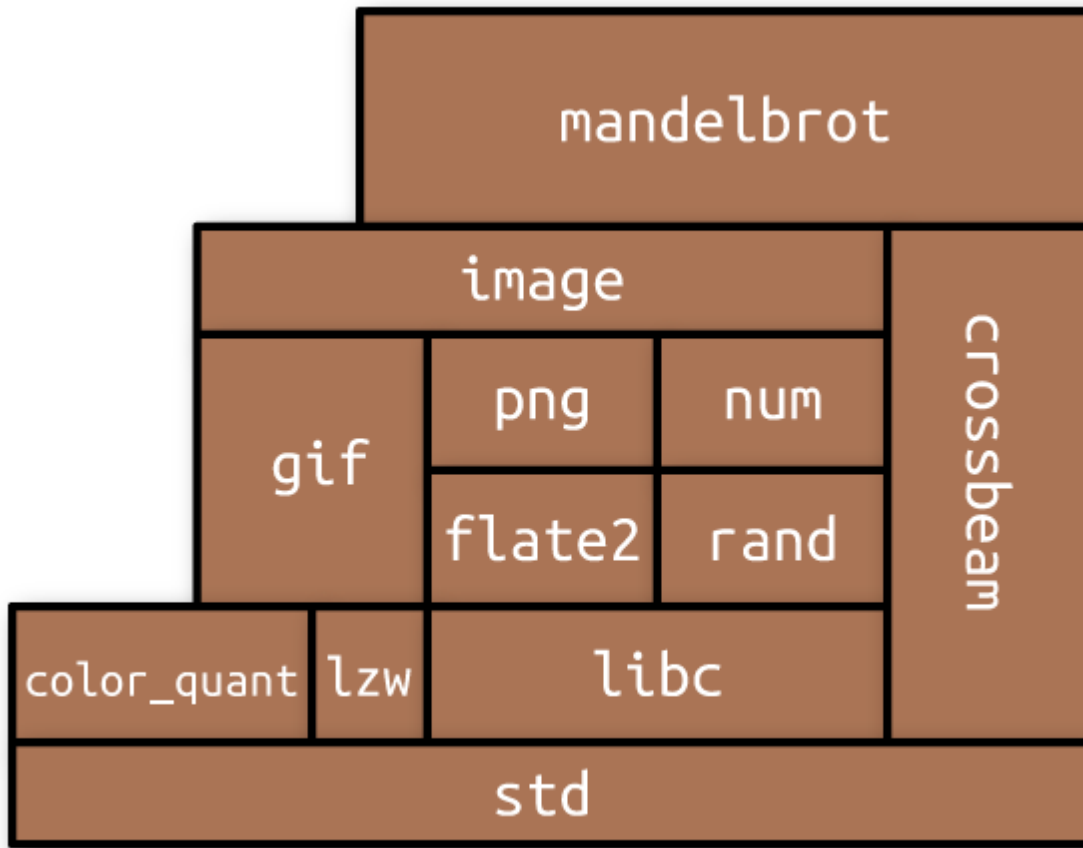 mandelbrot
image
crossbeam
png
num
gif
flate2
rand
color_quant
lzw
libc
std